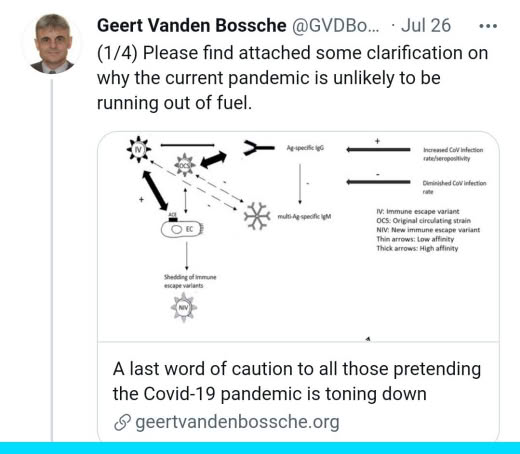 Geert Vanden Bossche @GVDBo... · Jul 26
(1/4) Please find attached some clarification on
why the current pandemic is unlikely to be
running out of fuel.
IV
OCS
Ag-specific IgG
+
Increased CoV infection
rate/seropositivity
-
Diminished CoV infection
rate
-
-
-
+
multi-Ag-specific IgM
ACE
EC
IV: Immune escape variant
OCS: Original circulating strain
NIV: New immune escape variant
Thin arrows: Low affinity
Thick arrows: High affinity
Shedding of Immune
escape variants
NIV
A last word of caution to all those pretending
the Covid-19 pandemic is toning down
geertvandenbossche.org